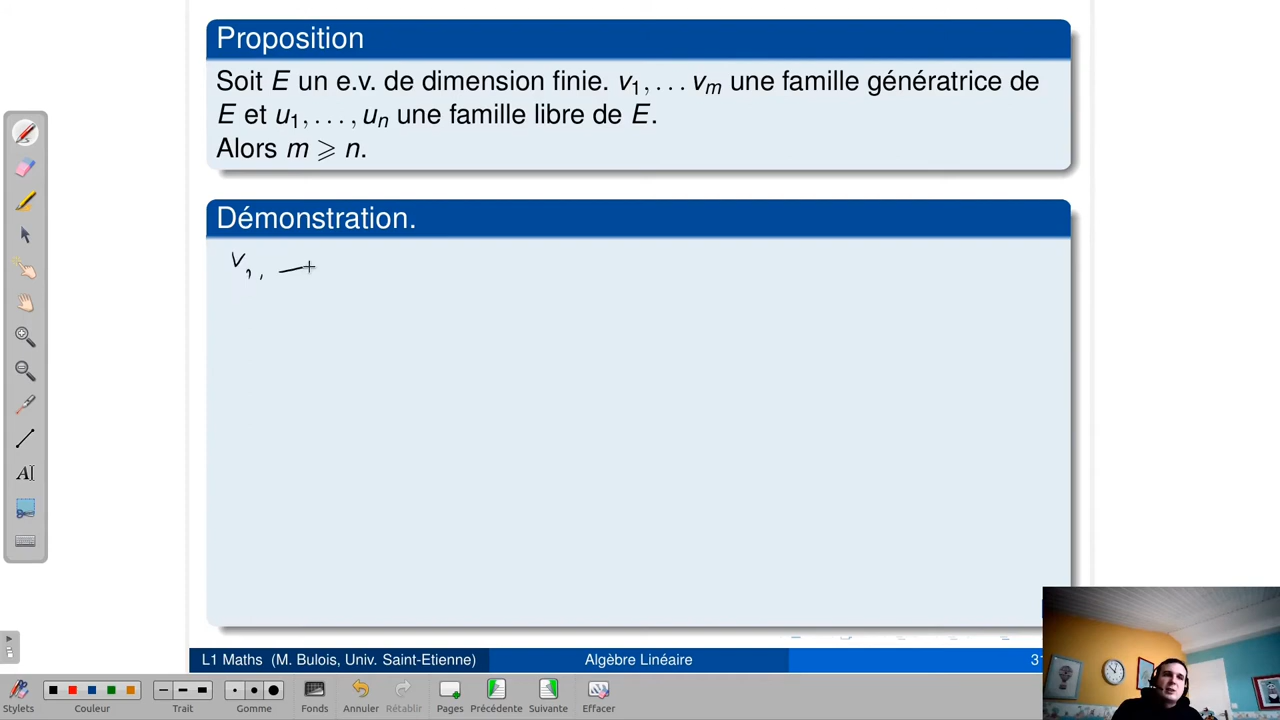 Proposition
Soit E un e.v. de dimension finie. v₁, … vₘ une famille génératrice de
E et u₁, …, uₙ une famille libre de E.
Alors m ⩾ n.
Démonstration.
v₁,
L1 Maths (M. Bulois, Univ. Saint-Etienne)
Algèbre Linéaire
Stylets
Couleur
Trait
Gomme
Fonds
Annuler
Rétablir
Pages
Précédente
Suivante
Effacer